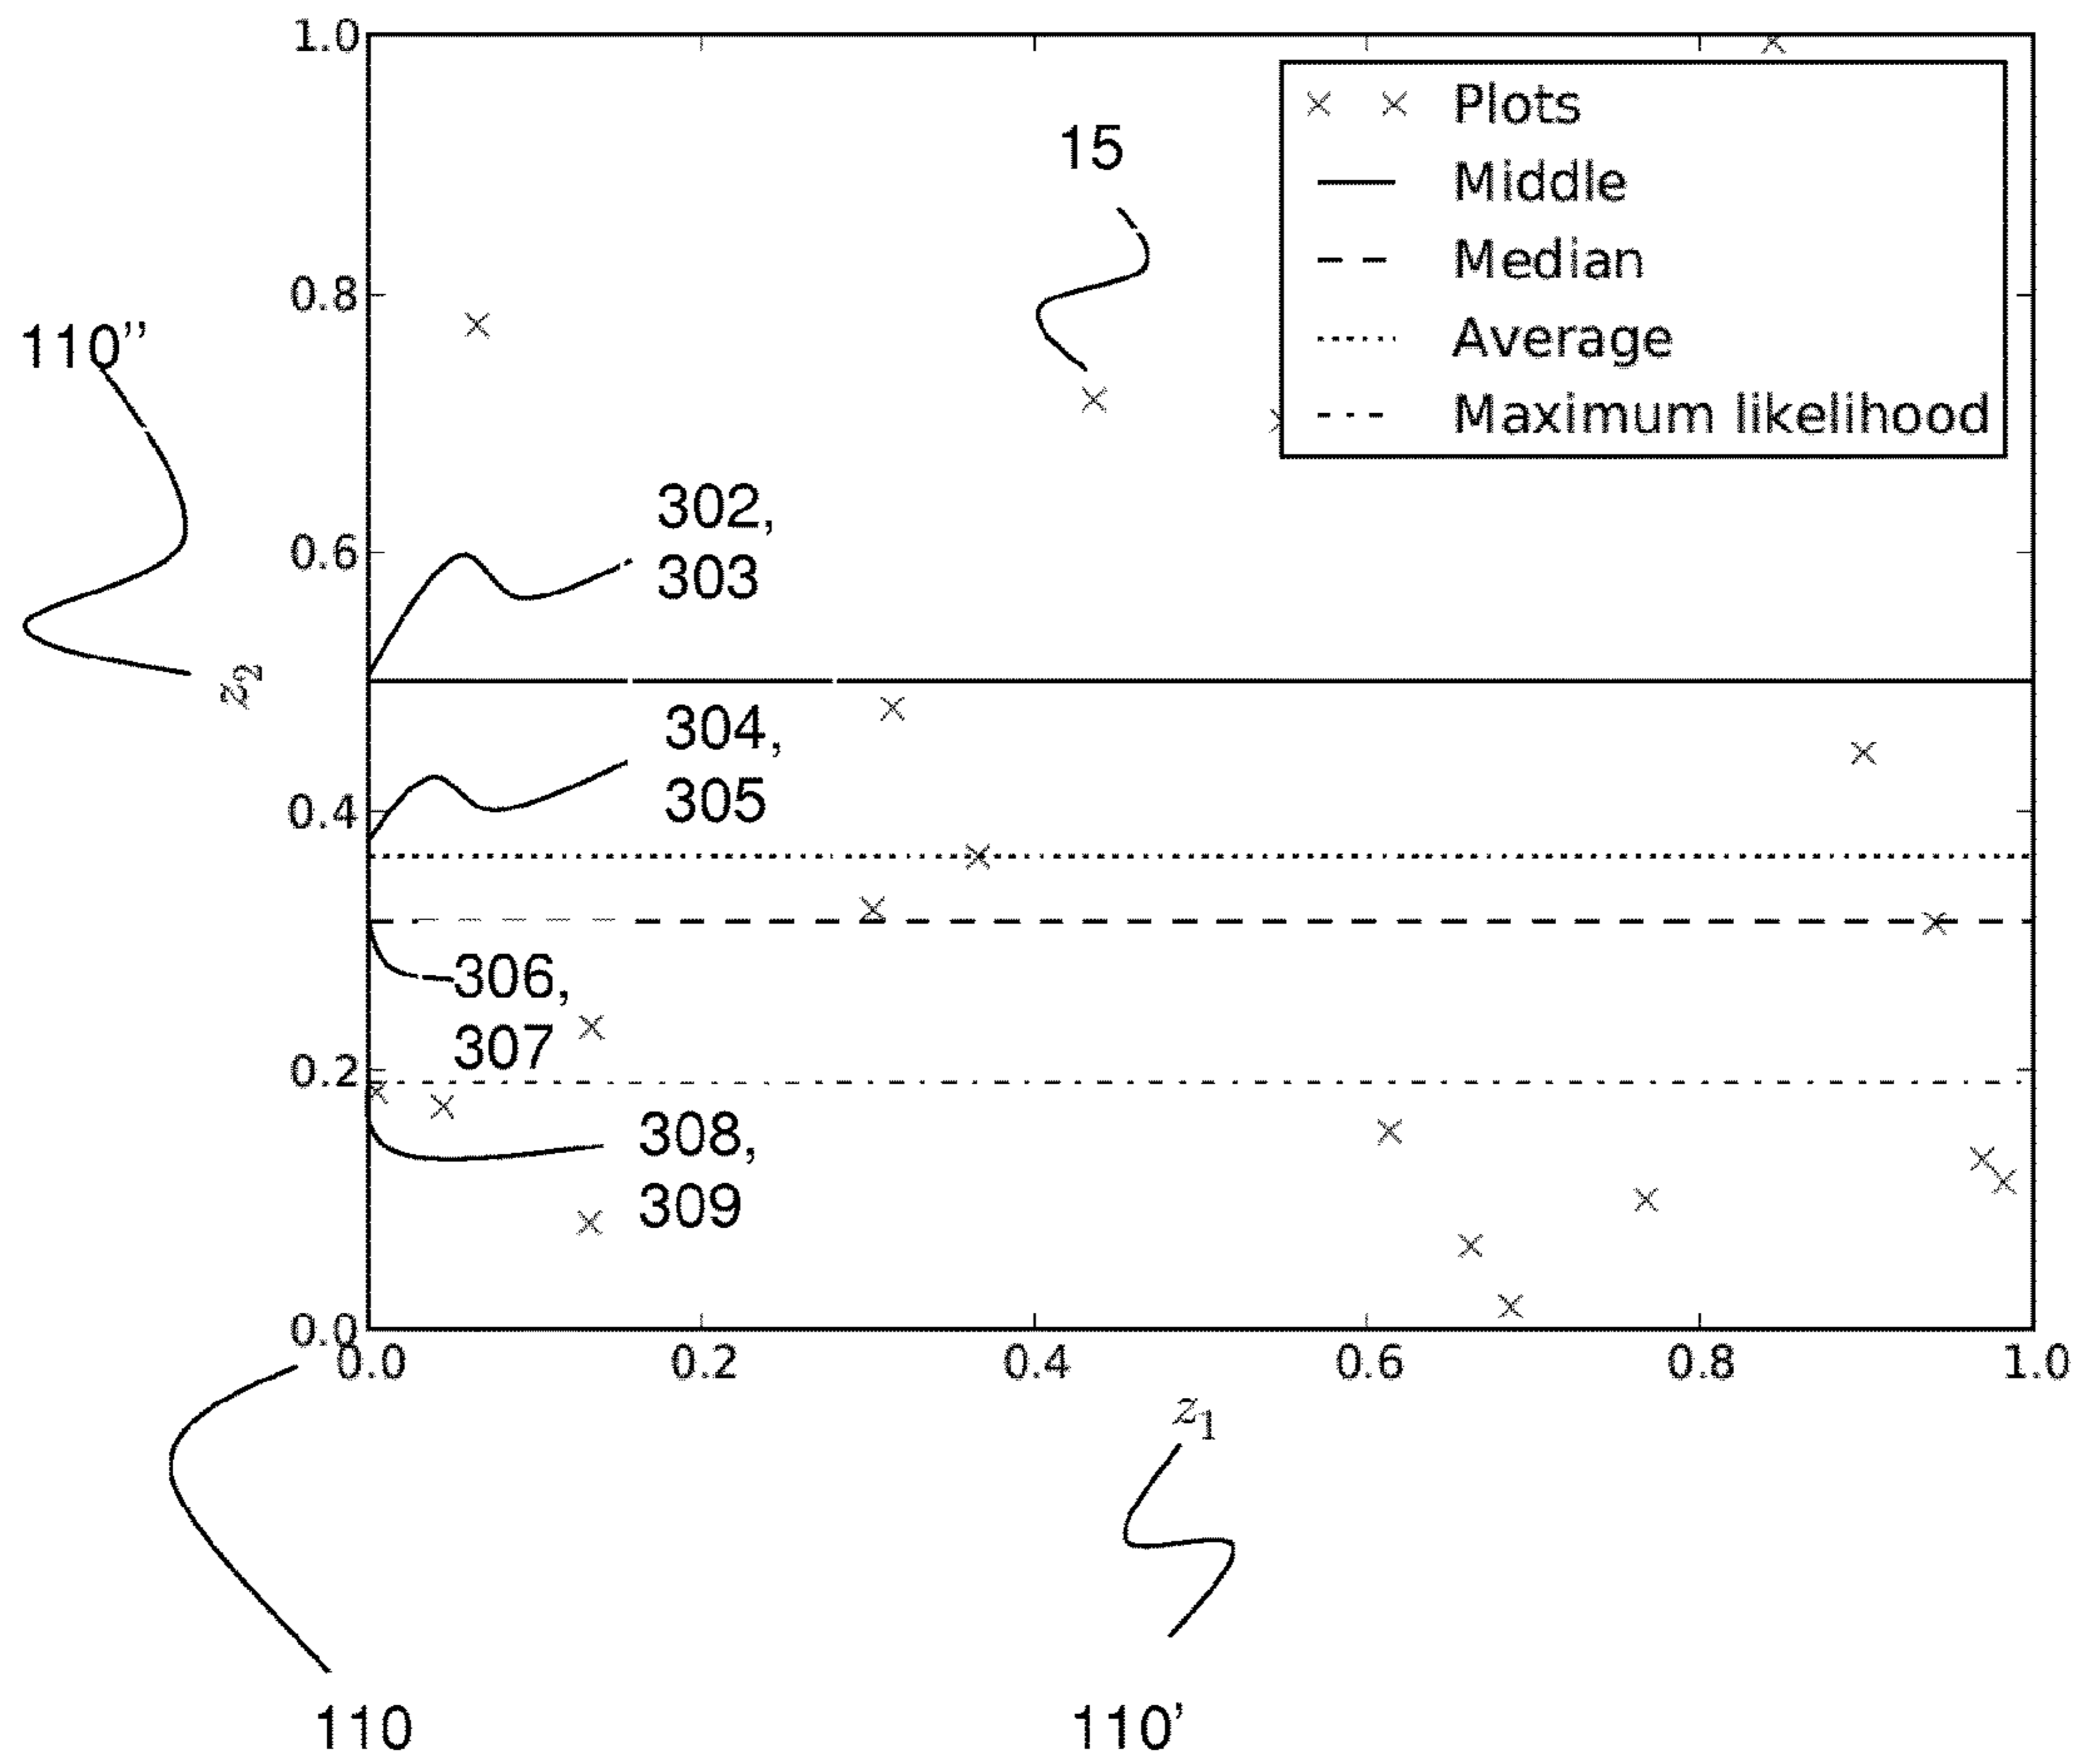 1.0
Plots
15
Middle
Median
0.8
110”
Average
Maximum likelihood
302,
303
0.6
z2
304,
305
0.4
306,
307
0.2
308,
309
0.0
0.0 0.2 0.4 0.6 0.8 1.0
z1
110 110’